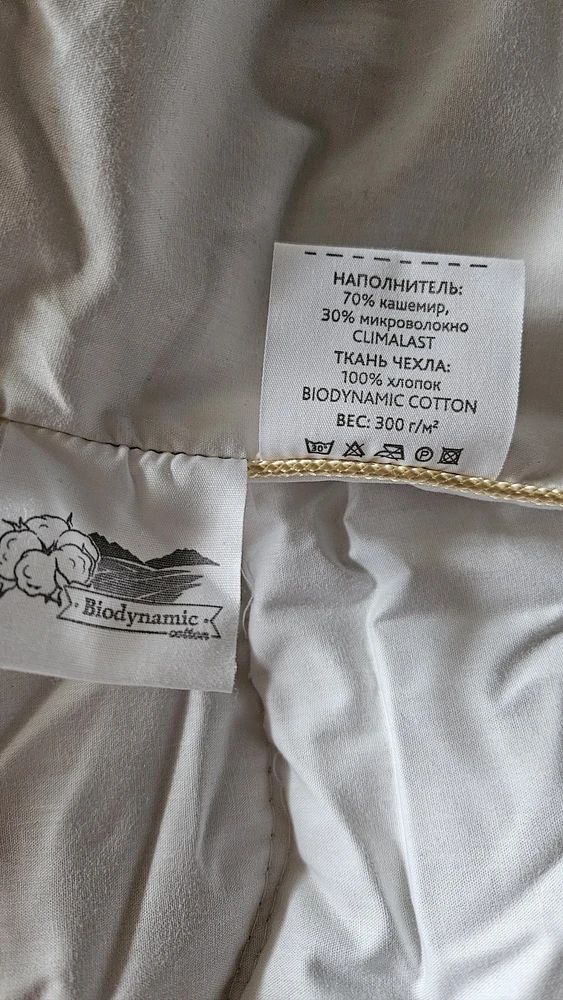 НАПОЛНИТЕЛЬ:
70% кашемир,
30% микроволокно
CLIMALAST
ТКАНЬ ЧЕХЛА:
100% хлопок
BIODYNAMIC COTTON
ВЕС: 300 г/м²
30°
P
Biodynamic
cotton